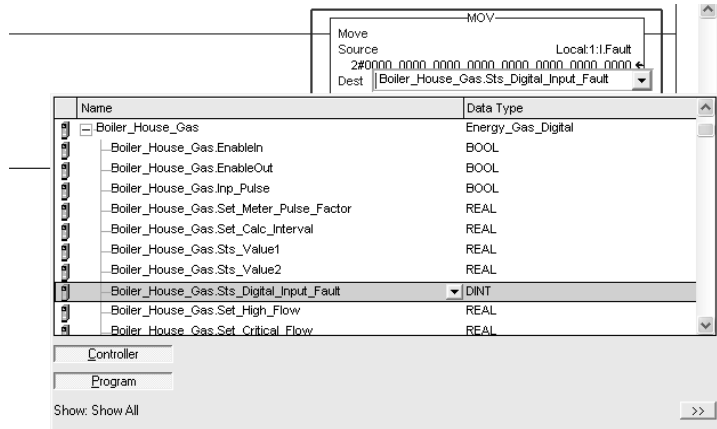 MOV
Move
Source Local:1:I.Fault
2#0000_0000_0000_0000_0000_0000_0000_0000
Dest Boiler_House_Gas.Sts_Digital_Input_Fault
Name Data Type
Boiler_House_Gas Energy_Gas_Digital
Boiler_House_Gas.EnableIn BOOL
Boiler_House_Gas.EnableOut BOOL
Boiler_House_Gas.Inp_Pulse BOOL
Boiler_House_Gas.Set_Meter_Pulse_Factor REAL
Boiler_House_Gas.Set_Calc_Interval REAL
Boiler_House_Gas.Sts_Value1 REAL
Boiler_House_Gas.Sts_Value2 REAL
Boiler_House_Gas.Sts_Digital_Input_Fault DINT
Boiler_House_Gas.Set_High_Flow REAL
Boiler_House_Gas.Set_Critical_Flow REAL
Controller
Program
Show: Show All >>